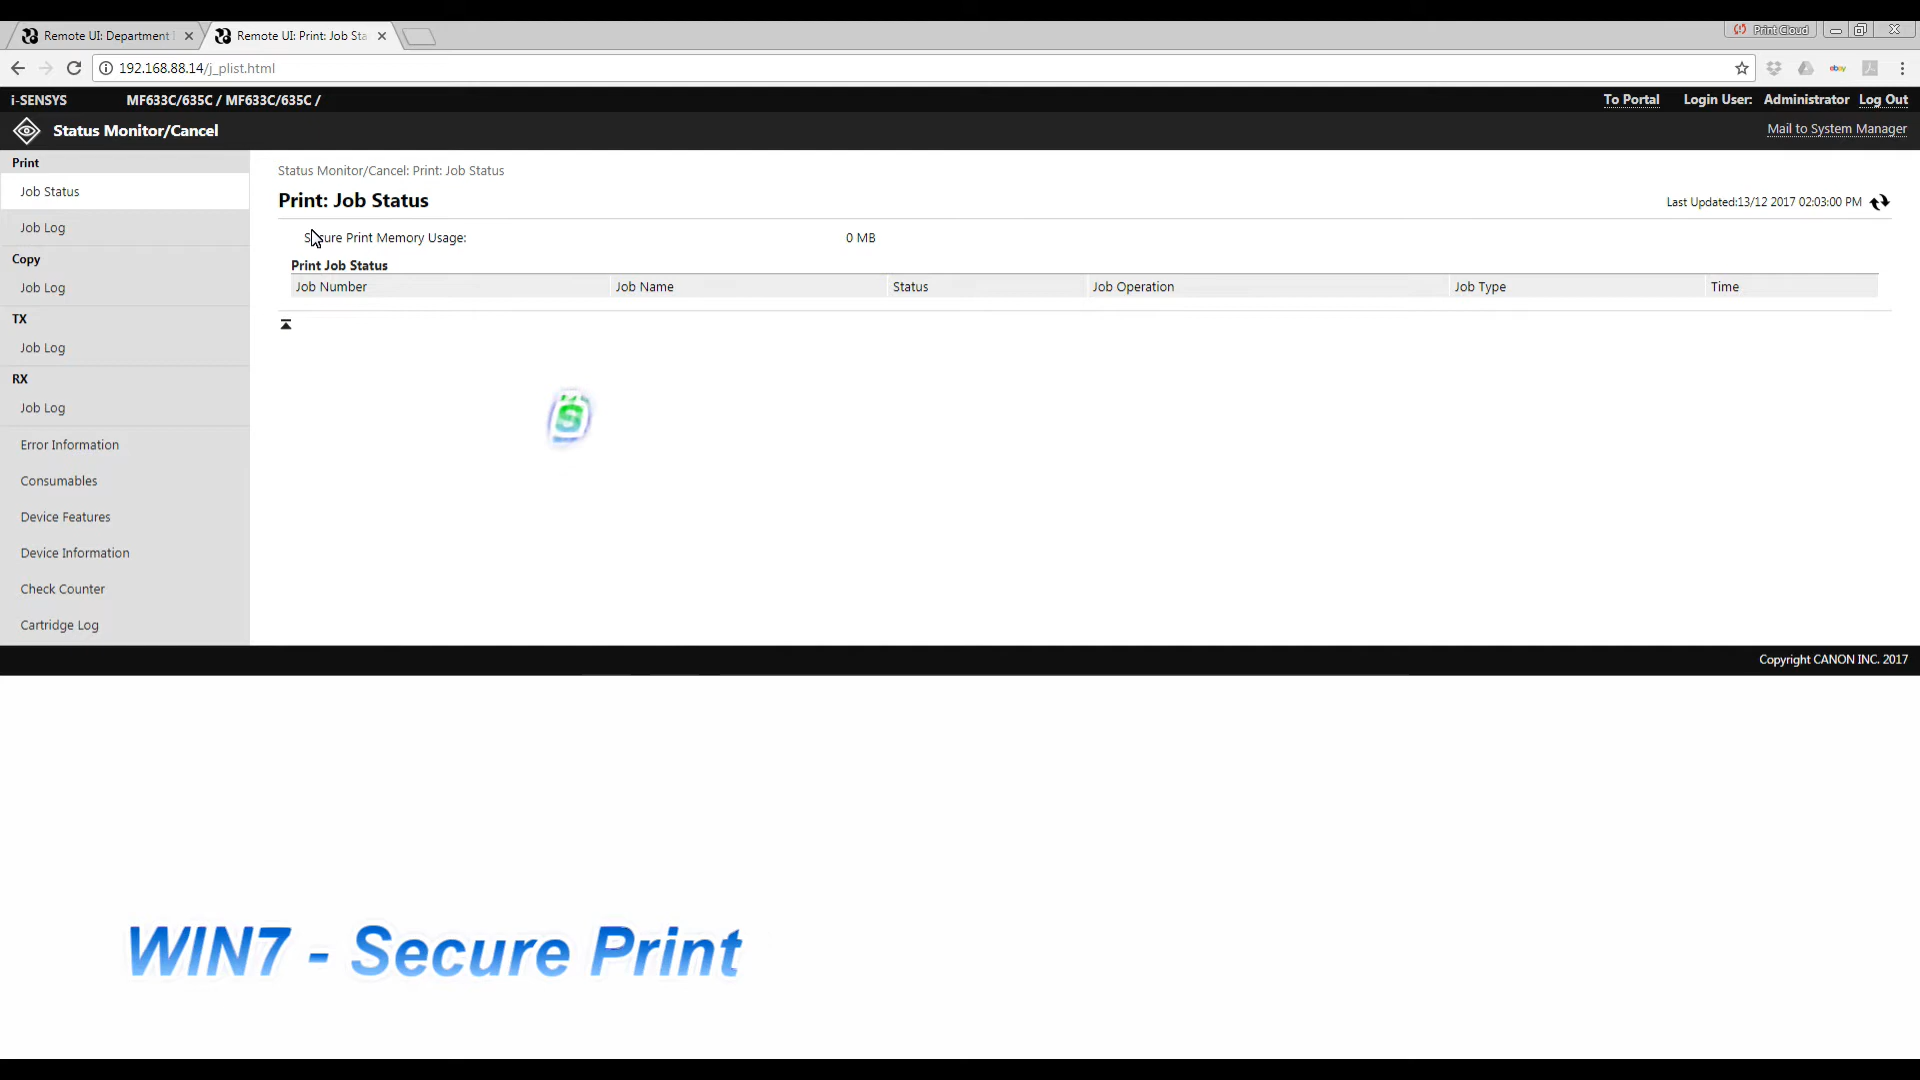 Remote UI: Department
Remote UI: Print: Job Sta
Print Cloud
192.168.88.14/j_plist.html
ebay
i-SENSYS
MF633C/635C / MF633C/635C /
To Portal
Login User:
Administrator
Log Out
Status Monitor/Cancel
Mail to System Manager
Print
Job Status
Job Log
Copy
Job Log
TX
Job Log
RX
Job Log
Error Information
Consumables
Device Features
Device Information
Check Counter
Cartridge Log
Status Monitor/Cancel: Print: Job Status
Print: Job Status
Last Updated:13/12 2017 02:03:00 PM
Secure Print Memory Usage:
0 MB
Print Job Status
Job Number
Job Name
Status
Job Operation
Job Type
Time
S
Copyright CANON INC. 2017
WIN7 - Secure Print